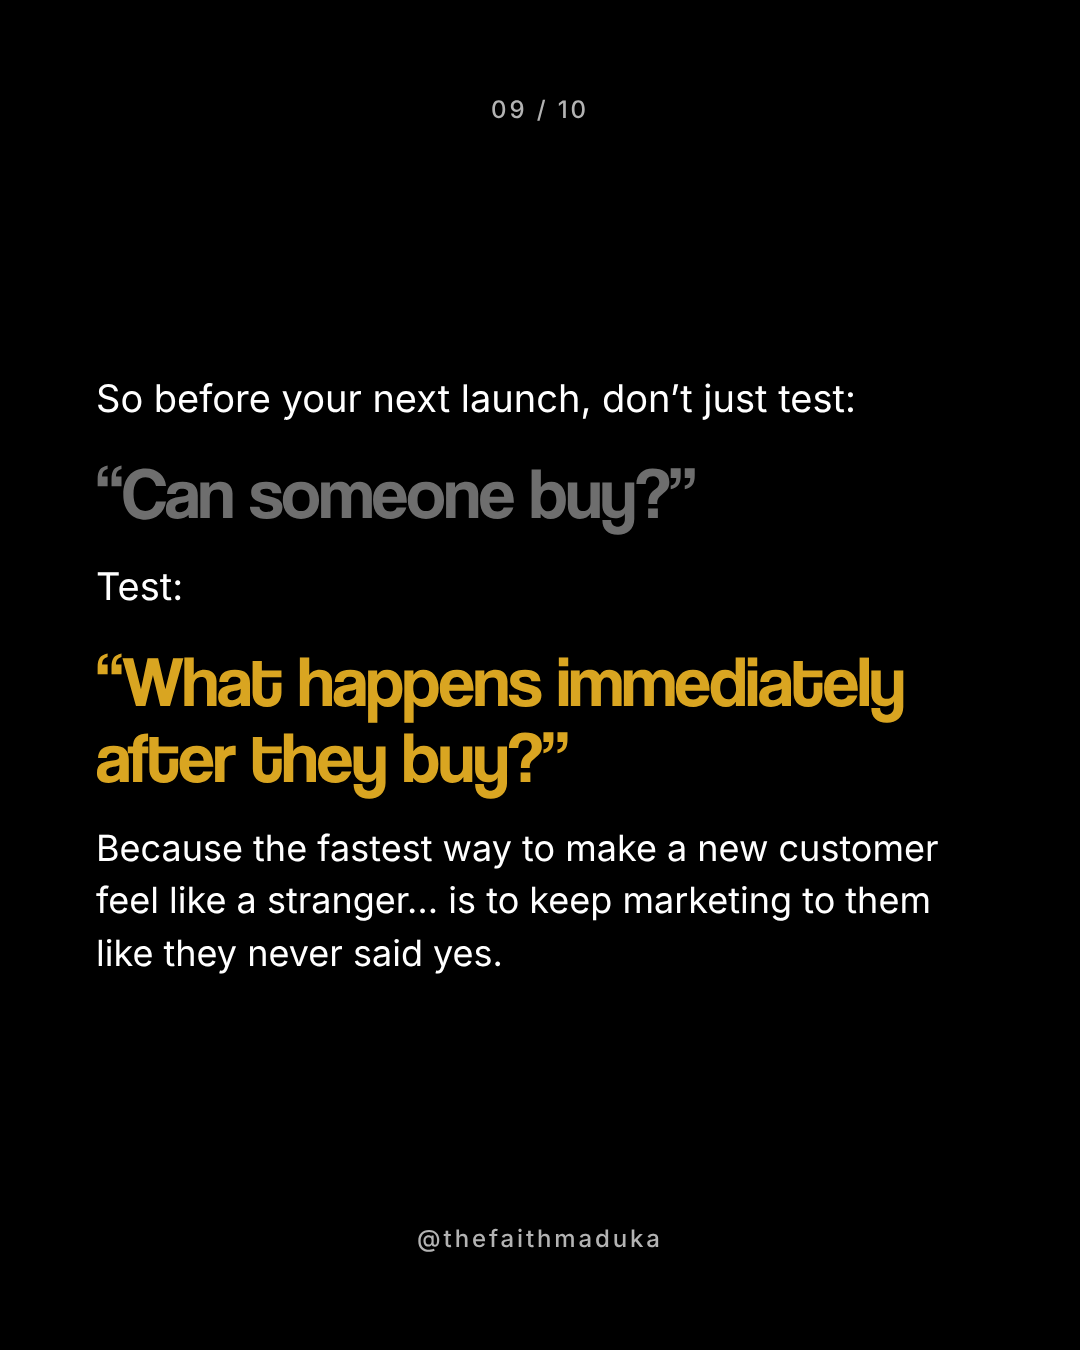 09 / 10
So before your next launch, don’t just test:
“Can someone buy?”
Test:
“What happens immediately
after they buy?”
Because the fastest way to make a new customer
feel like a stranger... is to keep marketing to them
like they never said yes.
@thefaithmaduka